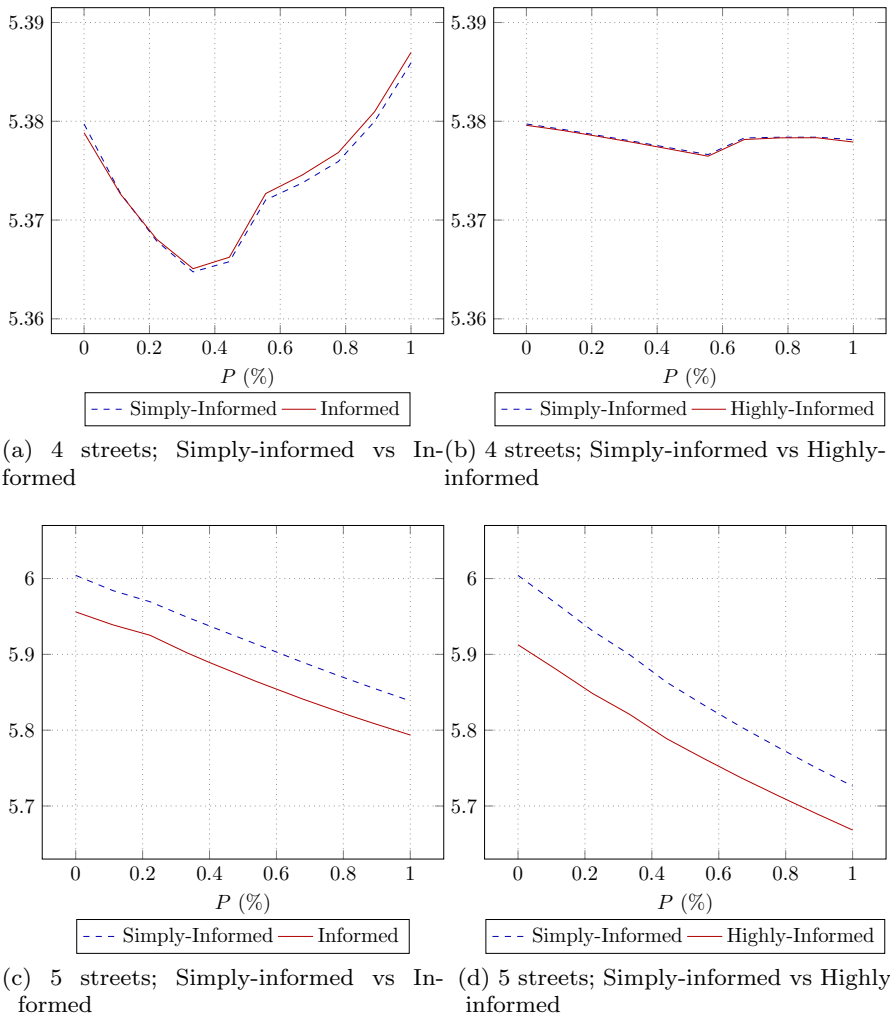 5.39
5.38
5.37
5.36
0 0.2 0.4 0.6 0.8 1
P (%)
Simply-Informed Informed
(a) 4 streets; Simply-informed vs In-
formed
5.39
5.38
5.37
5.36
0 0.2 0.4 0.6 0.8 1
P (%)
Simply-Informed Highly-Informed
(b) 4 streets; Simply-informed vs Highly-
informed
6
5.9
5.8
5.7
0 0.2 0.4 0.6 0.8 1
P (%)
Simply-Informed Informed
(c) 5 streets; Simply-informed vs In-
formed
6
5.9
5.8
5.7
0 0.2 0.4 0.6 0.8 1
P (%)
Simply-Informed Highly-Informed
(d) 5 streets; Simply-informed vs Highly
informed